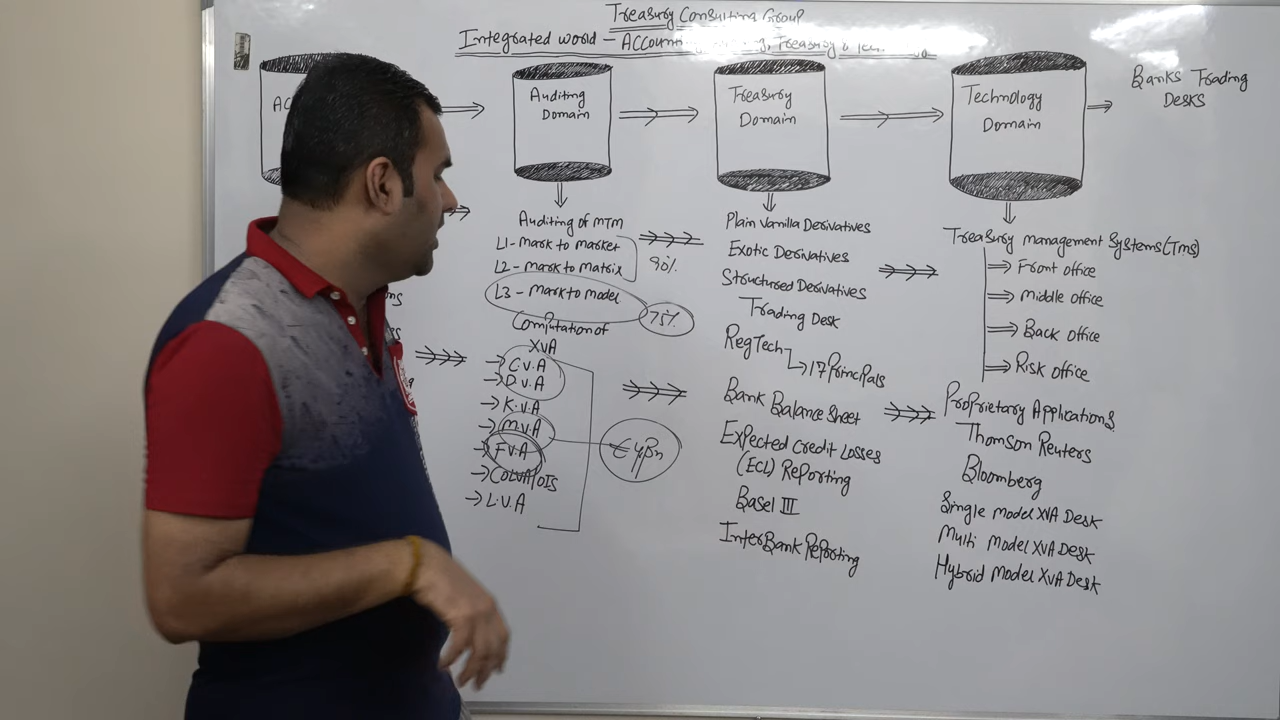 Treasury Consulting Group
Integrated world - Accounting, Treasury &
Auditing
Domain
Treasury
Domain
Technology
Domain
Banks Trading
Desks
Auditing of MTM
L1- mark to market
L2 - mark to matrix
90%
L3 - mark to model
75%
Computation of
XVA
C.V.A
D.V.A
K.V.A
M.V.A
F.V.A
COLVA/OIS
L.V.A
Plain Vanilla Derivatives
Exotic Derivatives
Structured Derivatives
Trading Desk
RegTech
17 Principals
Bank Balance Sheet
Expected Credit Losses
(ECL) Reporting
Basel III
InterBank Reporting
Treasury management Systems (Tms)
Front office
Middle office
Back office
Risk office
Proprietary Applications
Thomson Reuters
Bloomberg
Single Model XVA Desk
Multi Model XVA Desk
Hybrid Model XVA Desk